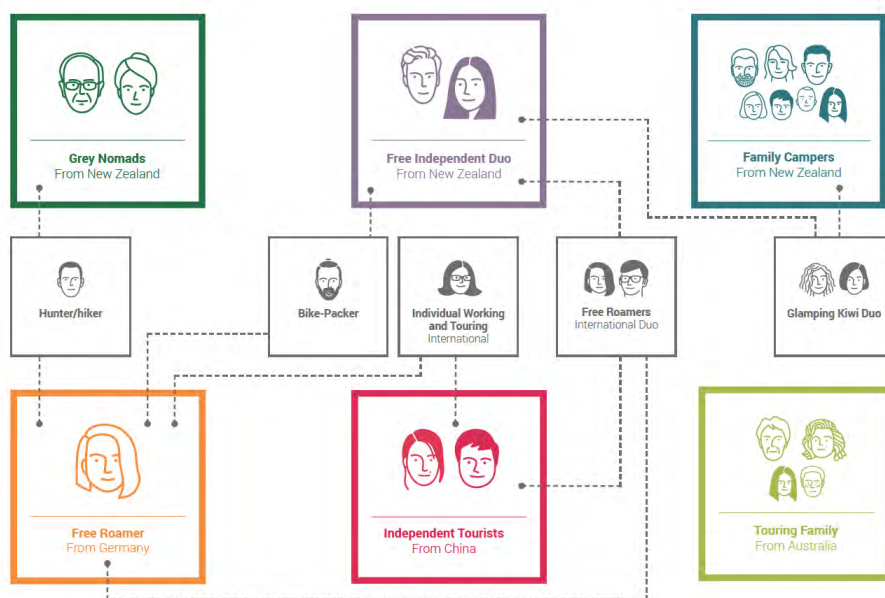 Grey Nomads
From New Zealand
Free Independent Duo
From New Zealand
Family Campers
From New Zealand
Hunter/hiker
Bike-Packer
Individual Working
and Touring
International
Free Roamers
International Duo
Glamping Kiwi Duo
Free Roamer
From Germany
Independent Tourists
From China
Touring Family
From Australia